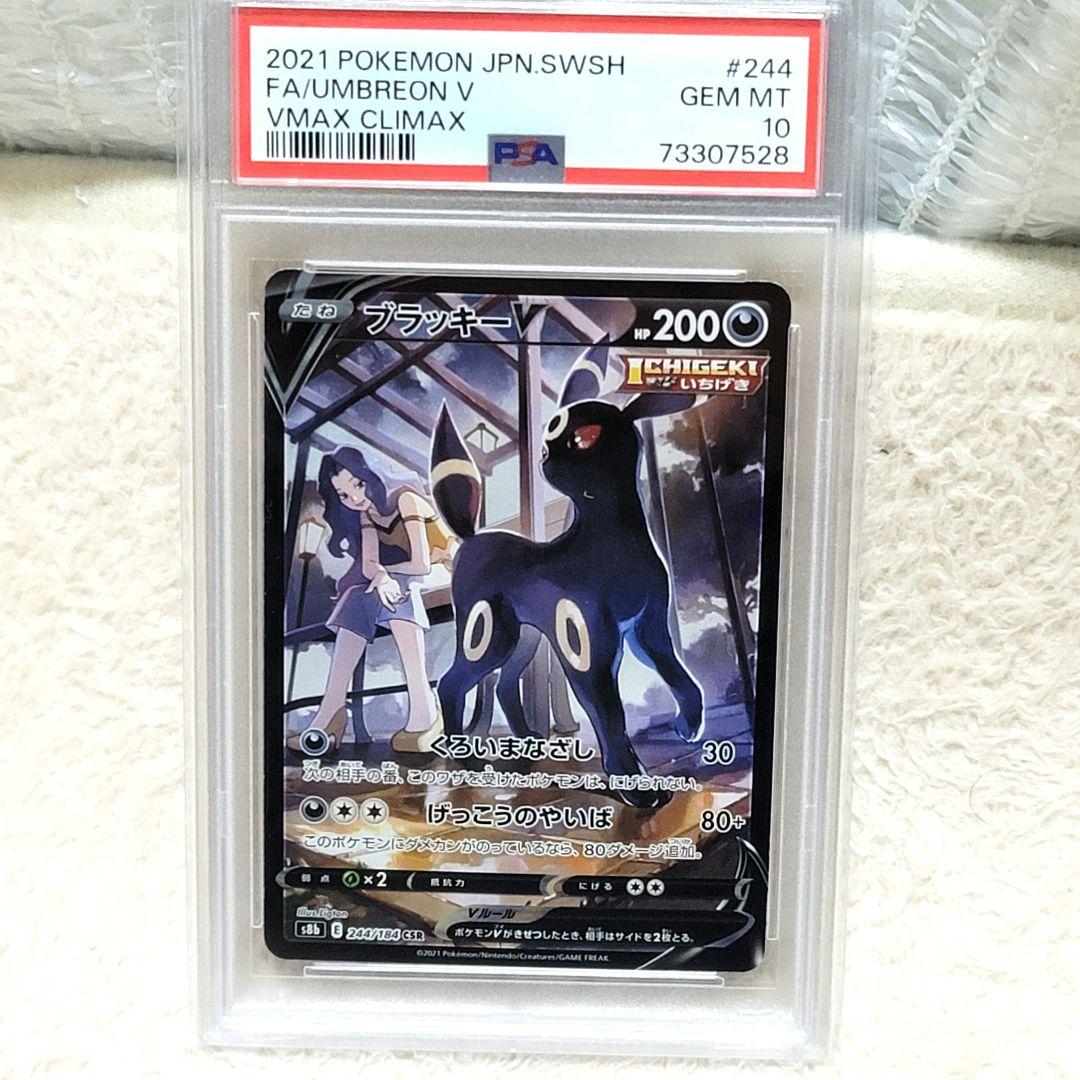 2021 POKEMON JPN.SWSH #244
FA/UMBREON V GEM MT
VMAX CLIMAX 10
PSA 73307528
たね ブラッキーV HP 200
ICHIGEKI
いちげき
くろいまなざし 30
次の相手の番、このワザを受けたポケモンは、にげられない。
げっこうのやいば 80+
このポケモンにダメカンがのっているなら、80ダメージ追加。
弱点 ×2 抵抗力 にげる
Illus. Eigton
Vルール
s8b E 244/184 CSR ポケモンVがきぜつしたとき、相手はサイドを2枚とる。
©2021 Pokémon/Nintendo/Creatures/GAME FREAK.